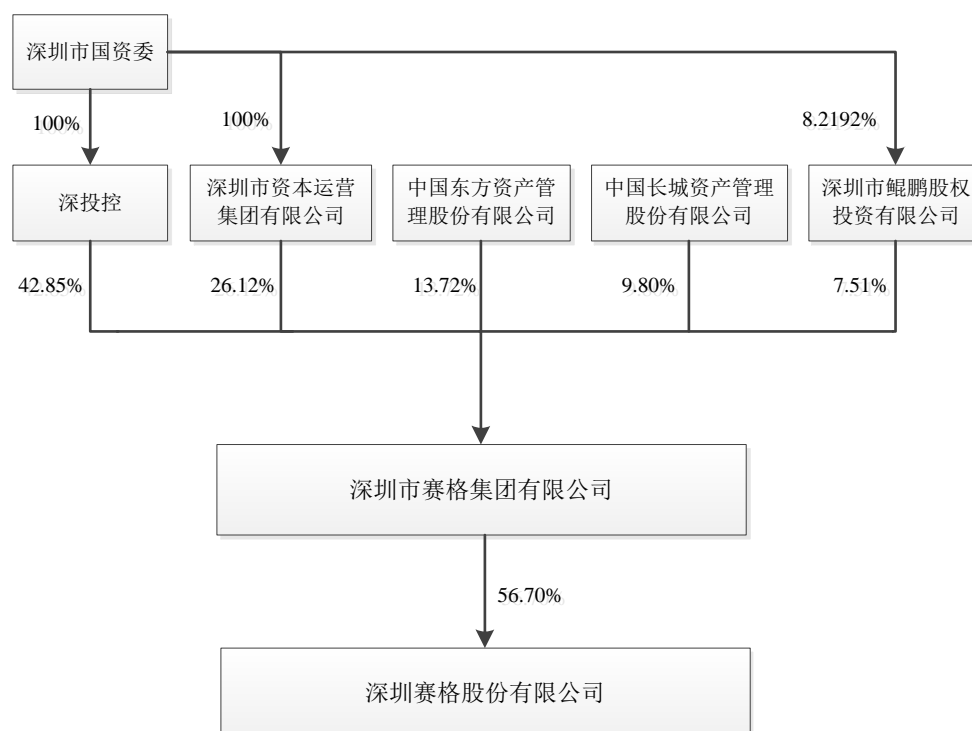 深圳市国资委
100%
100%
8.2192%
深投控
深圳市资本运营
集团有限公司
中国东方资产管
理股份有限公司
中国长城资产管理
股份有限公司
深圳市鲲鹏股权
投资有限公司
42.85%
26.12%
13.72%
9.80%
7.51%
深圳市赛格集团有限公司
56.70%
深圳赛格股份有限公司